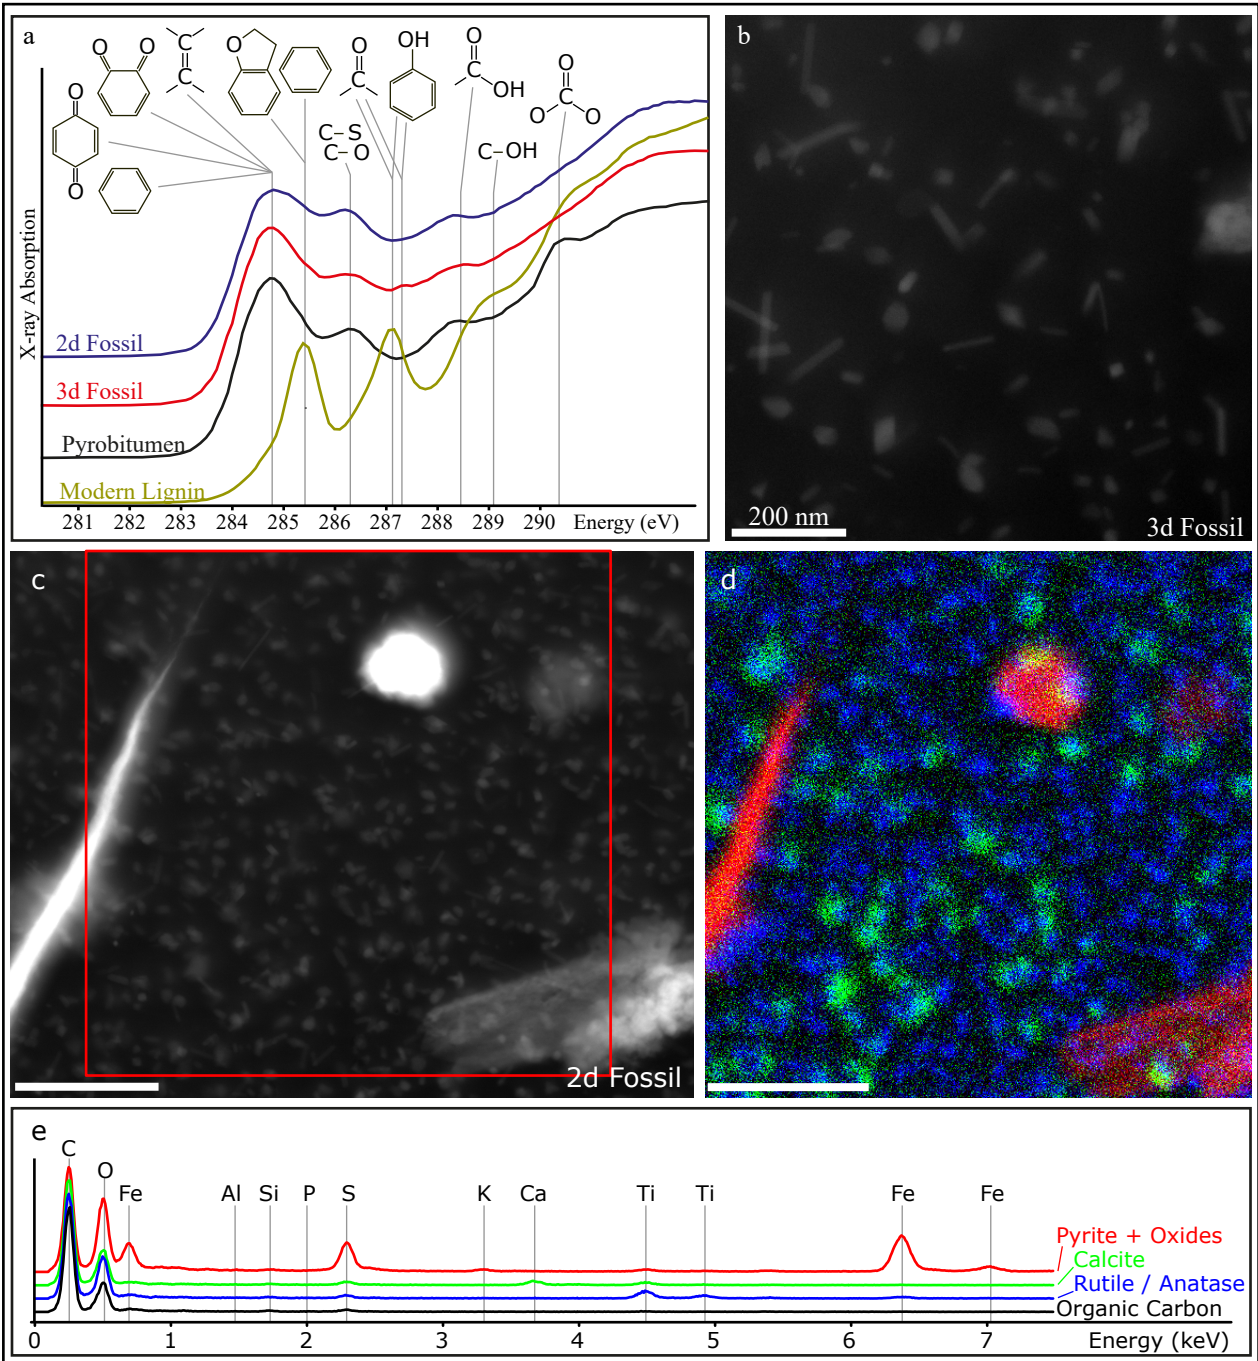 a
O
O
O
O
O
C
C
O
O
C
OH
O
C
OH
O
C
O
O
C-S
C-O
C-OH
X-ray Absorption
2d Fossil
3d Fossil
Pyrobitumen
Modern Lignin
281 282 283 284 285 286 287 288 289 290 Energy (eV)
b
200 nm
3d Fossil
c
2d Fossil
d
e
C
O
Fe Al Si P S K Ca Ti Ti Fe Fe
Pyrite + Oxides
Calcite
Rutile / Anatase
Organic Carbon
0 1 2 3 4 5 6 7 Energy (keV)